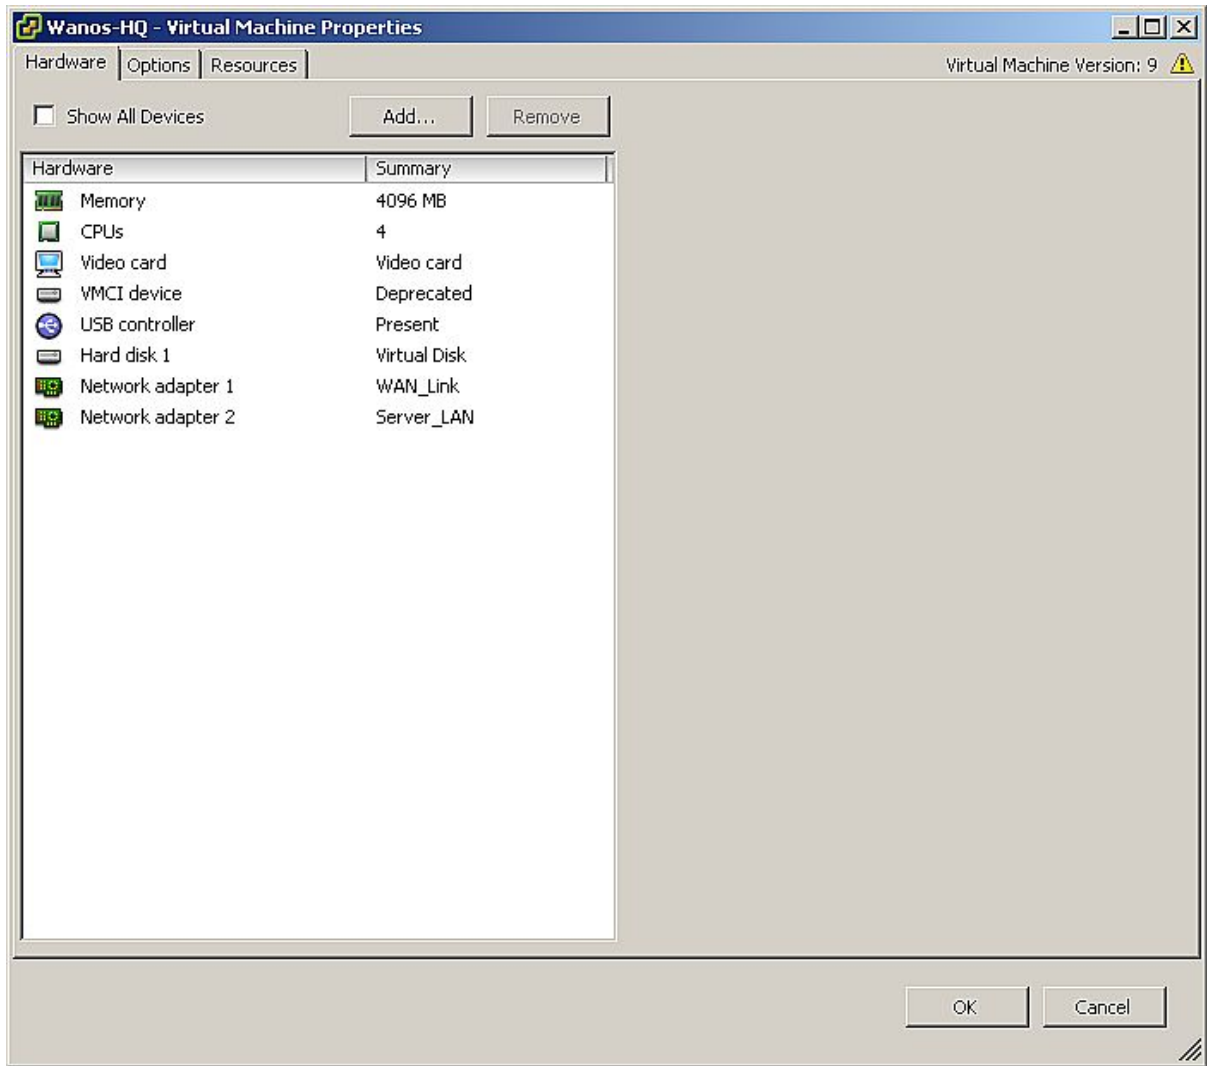 Wanos-HQ - Virtual Machine Properties
Hardware Options Resources Virtual Machine Version: 9
Show All Devices Add... Remove
Hardware Summary
Memory 4096 MB
CPUs 4
Video card Video card
VMCI device Deprecated
USB controller Present
Hard disk 1 Virtual Disk
Network adapter 1 WAN_Link
Network adapter 2 Server_LAN
OK Cancel